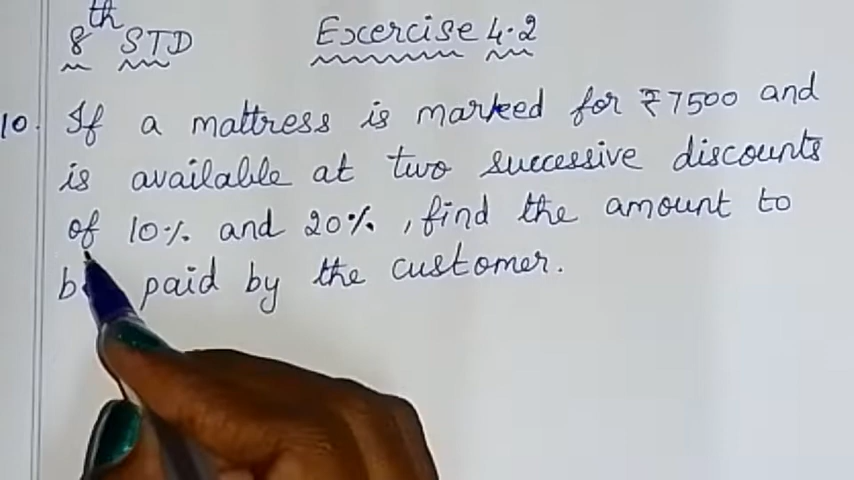 8th STD Excercise 4.2
10. If a mattress is marked for ₹7500 and
is available at two successive discounts
of 10% and 20%, find the amount to
b paid by the customer.